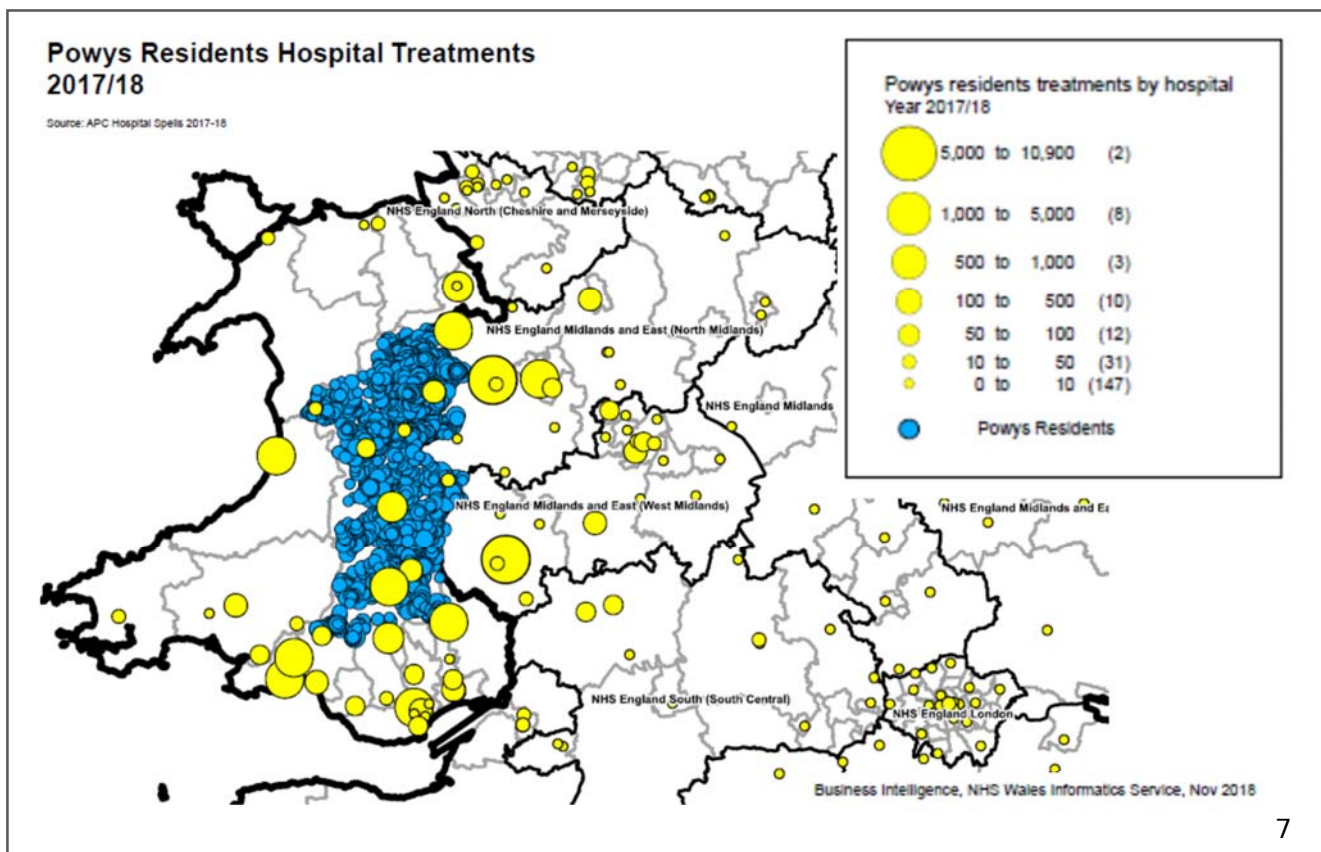 Powys Residents Hospital Treatments
2017/18
Source: APC Hospital Spells 2017-18
Powys residents treatments by hospital
Year 2017/18
5,000 to 10,900 (2)
1,000 to 5,000 (8)
500 to 1,000 (3)
100 to 500 (10)
50 to 100 (12)
10 to 50 (31)
0 to 10 (147)
Powys Residents
NHS England North (Cheshire and Merseyside)
NHS England Midlands and East (North Midlands)
NHS England Midlands
NHS England Midlands and East (West Midlands)
NHS England Midlands and Ea
NHS England South (South Central)
NHS England London
Business Intelligence, NHS Wales Informatics Service, Nov 2018
7